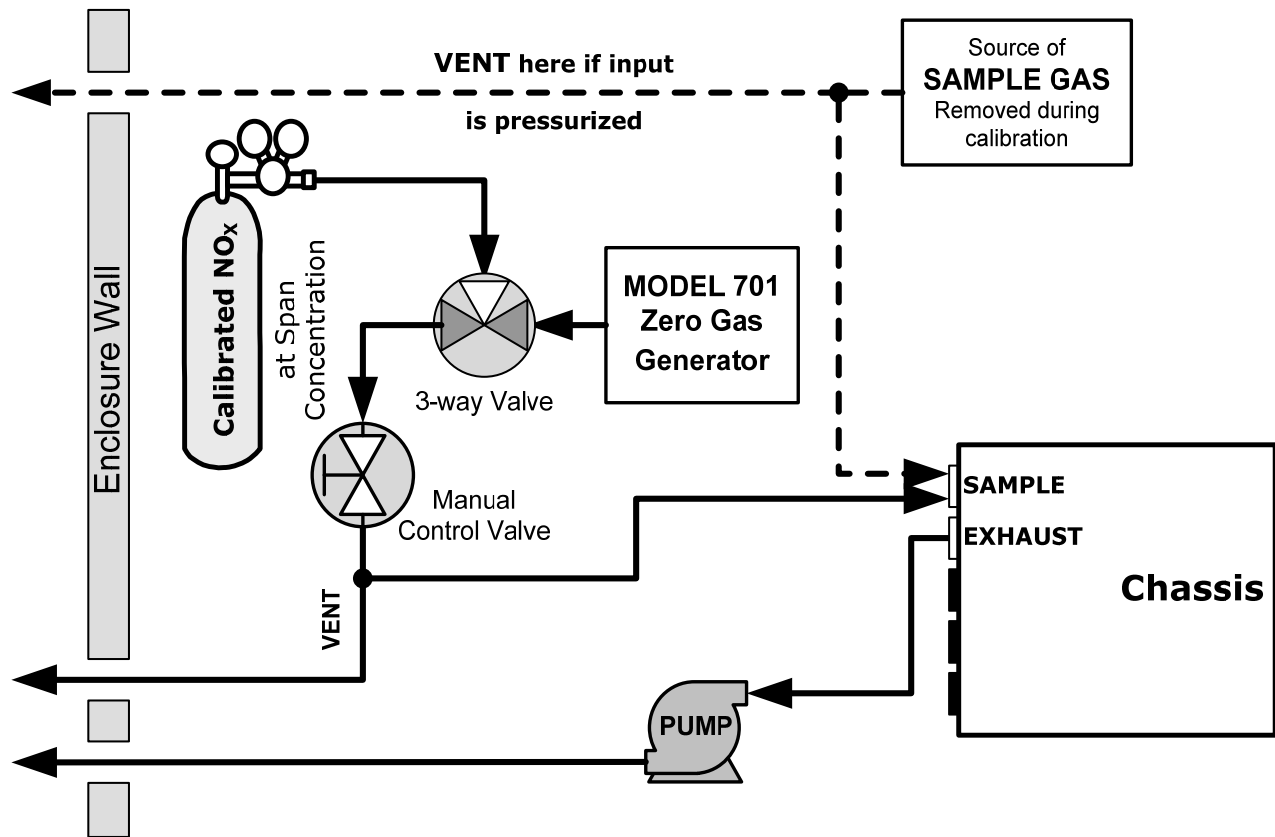 VENT here if input
is pressurized
Source of
SAMPLE GAS
Removed during
calibration
Enclosure Wall
Calibrated NOX
at Span
Concentration
MODEL 701
Zero Gas
Generator
3-way Valve
Manual
Control Valve
VENT
SAMPLE
EXHAUST
Chassis
PUMP